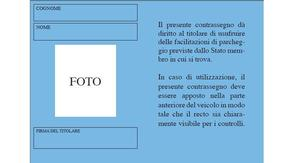 COGNOME
NOME
FOTO
FIRMA DEL TITOLARE
Il presente contrassegno dà
diritto al titolare di usufruire
delle facilitazioni di parcheg-
gio previste dallo Stato mem-
bro in cui si trova.
In caso di utilizzazione, il
presente contrassegno deve
essere apposto nella parte
anteriore del veicolo in modo
tale che il recto sia chiara-
mente visibile per i controlli.